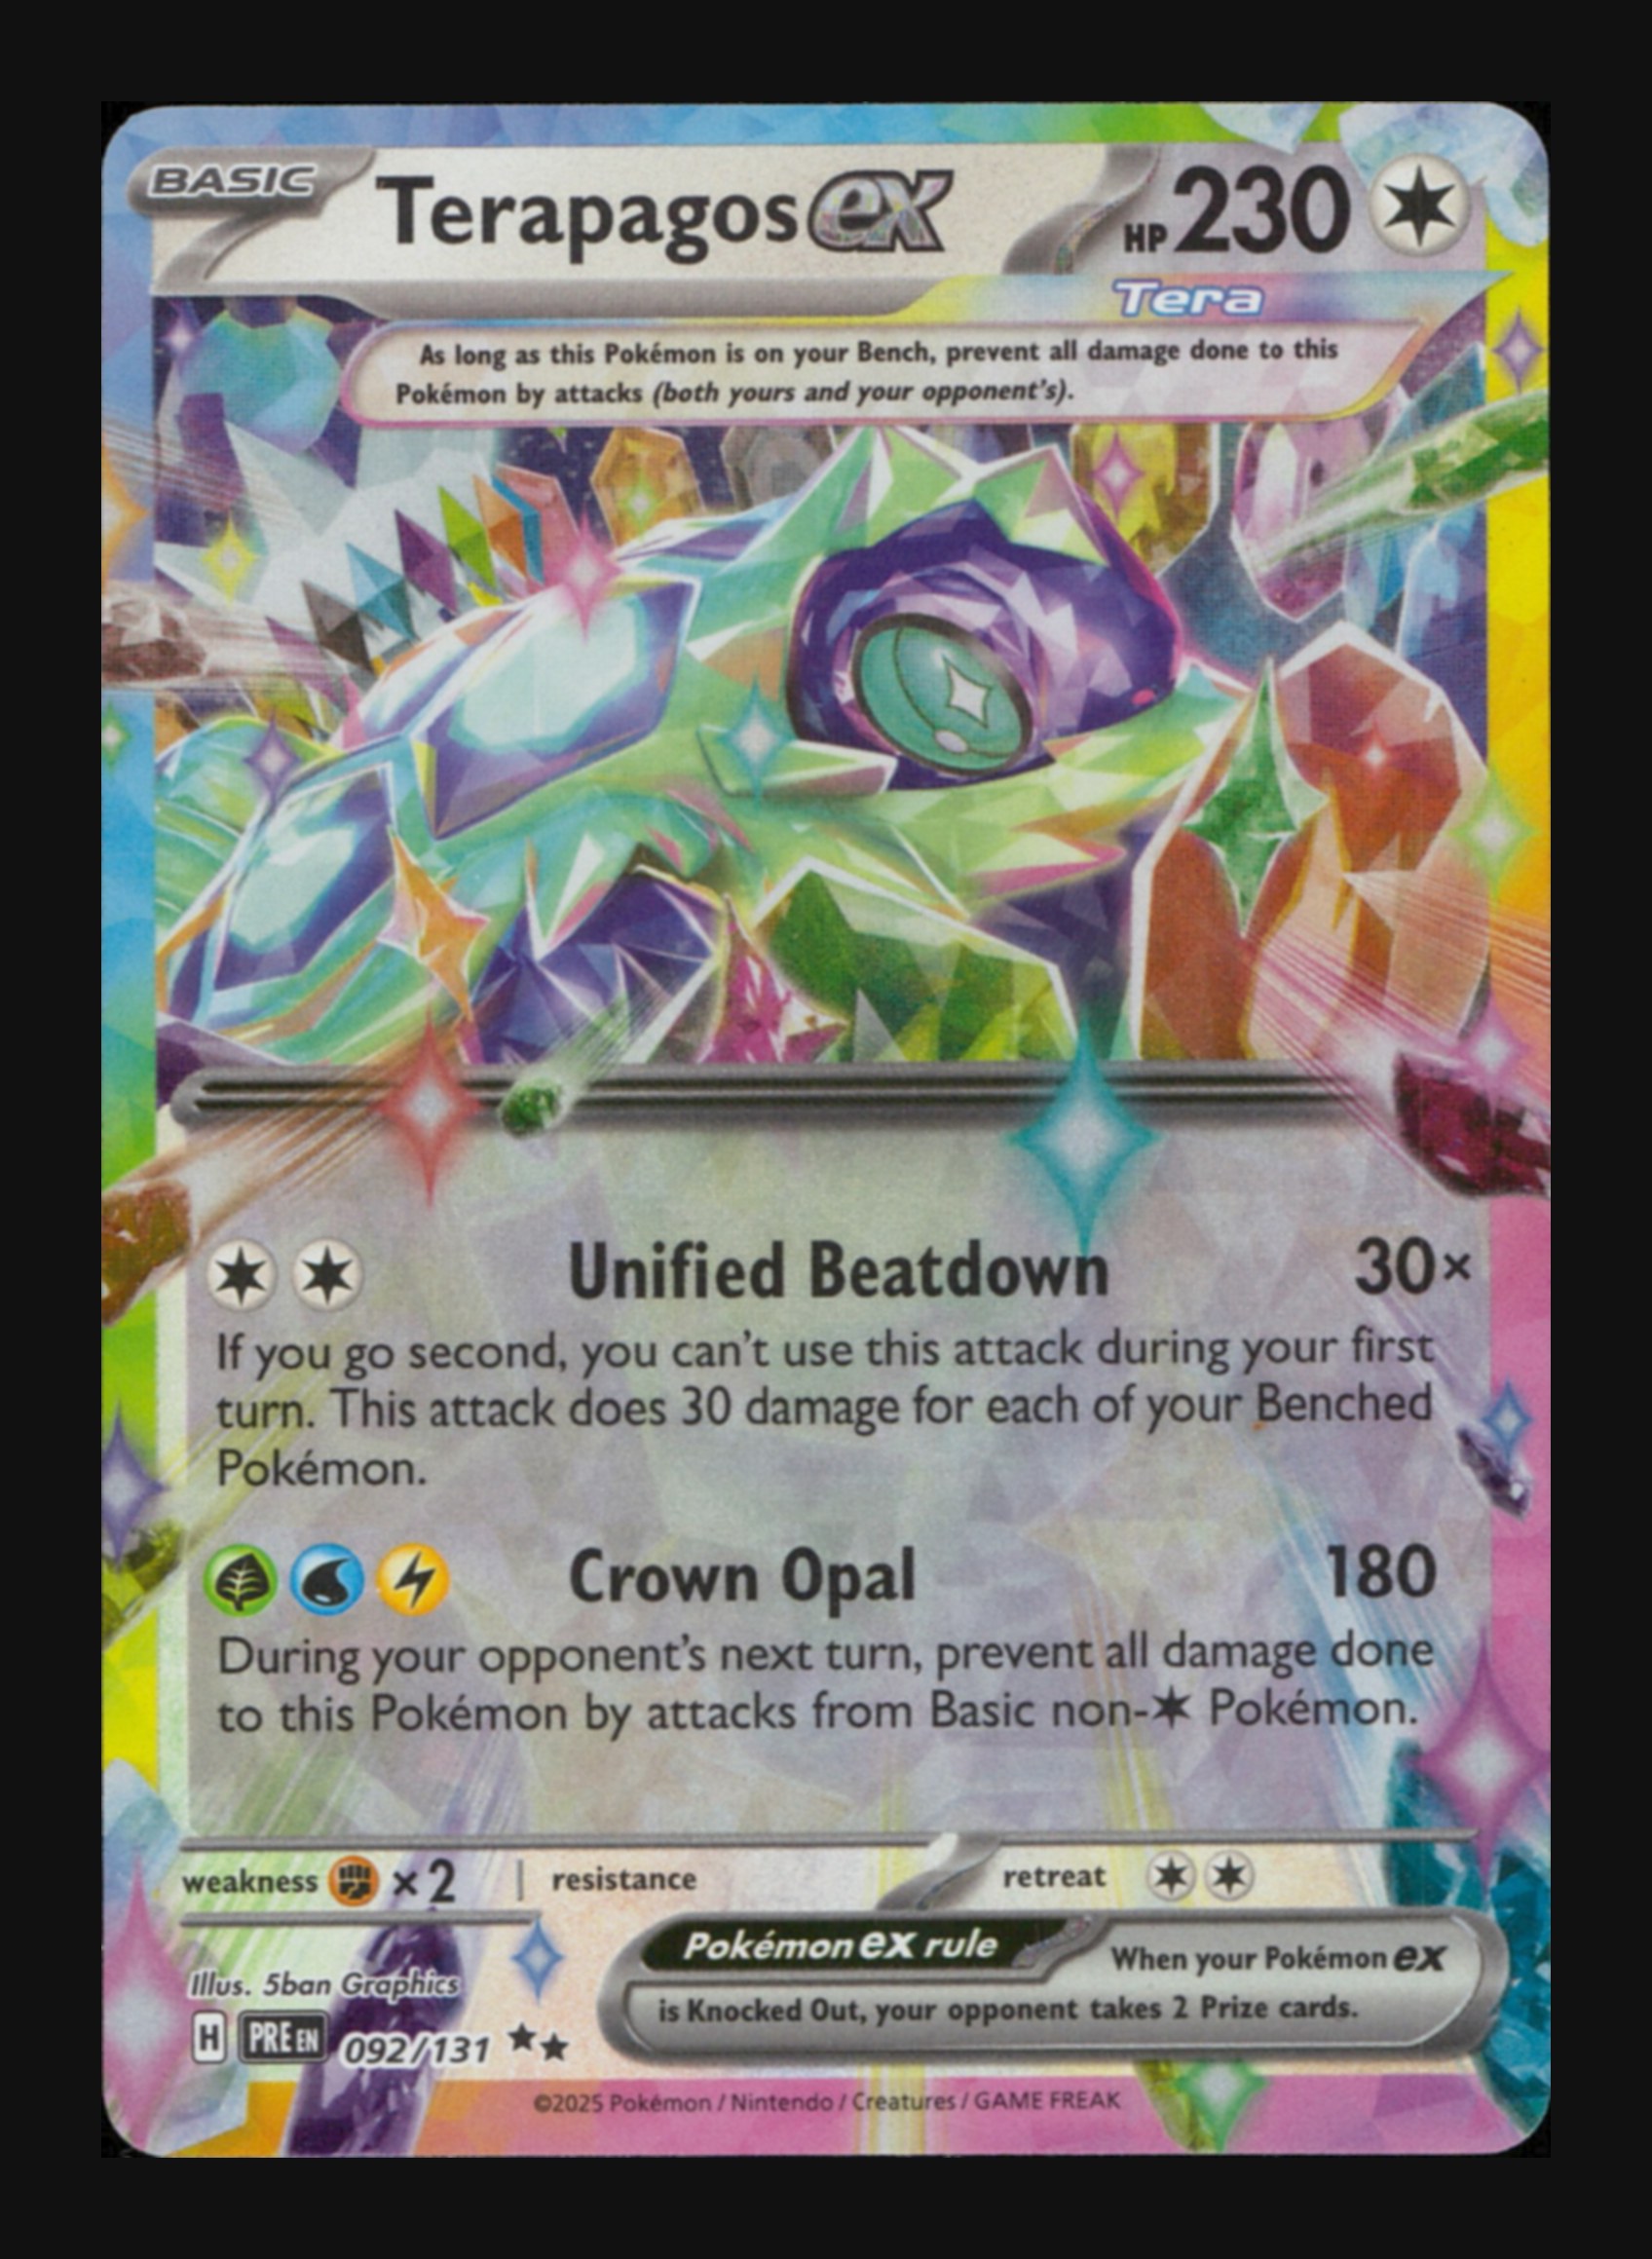 BASIC
Terapagos ex
HP 230
Tera
As long as this Pokémon is on your Bench, prevent all damage done to this
Pokémon by attacks (both yours and your opponent's).
Unified Beatdown 30×
If you go second, you can't use this attack during your first
turn. This attack does 30 damage for each of your Benched
Pokémon.
Crown Opal 180
During your opponent's next turn, prevent all damage done
to this Pokémon by attacks from Basic non-✶ Pokémon.
weakness ×2 | resistance retreat
Pokémon ex rule When your Pokémon ex
is Knocked Out, your opponent takes 2 Prize cards.
Illus. 5ban Graphics
H PRE EN 092/131 ★★
©2025 Pokémon / Nintendo / Creatures / GAME FREAK